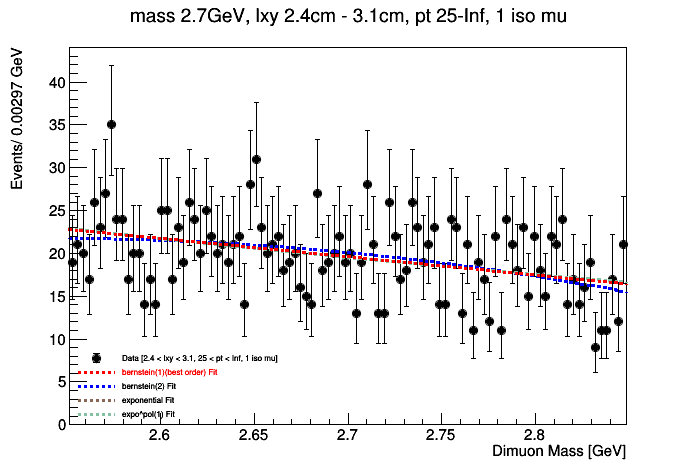 mass 2.7GeV, lxy 2.4cm - 3.1cm, pt 25-Inf, 1 iso mu
Events/ 0.00297 GeV
40
35
30
25
20
15
10
5
0
Data [2.4 < lxy < 3.1, 25 < pt < Inf, 1 iso mu]
bernstein(1)(best order) Fit
bernstein(2) Fit
exponential Fit
expo*pol(1) Fit
2.6 2.65 2.7 2.75 2.8
Dimuon Mass [GeV]